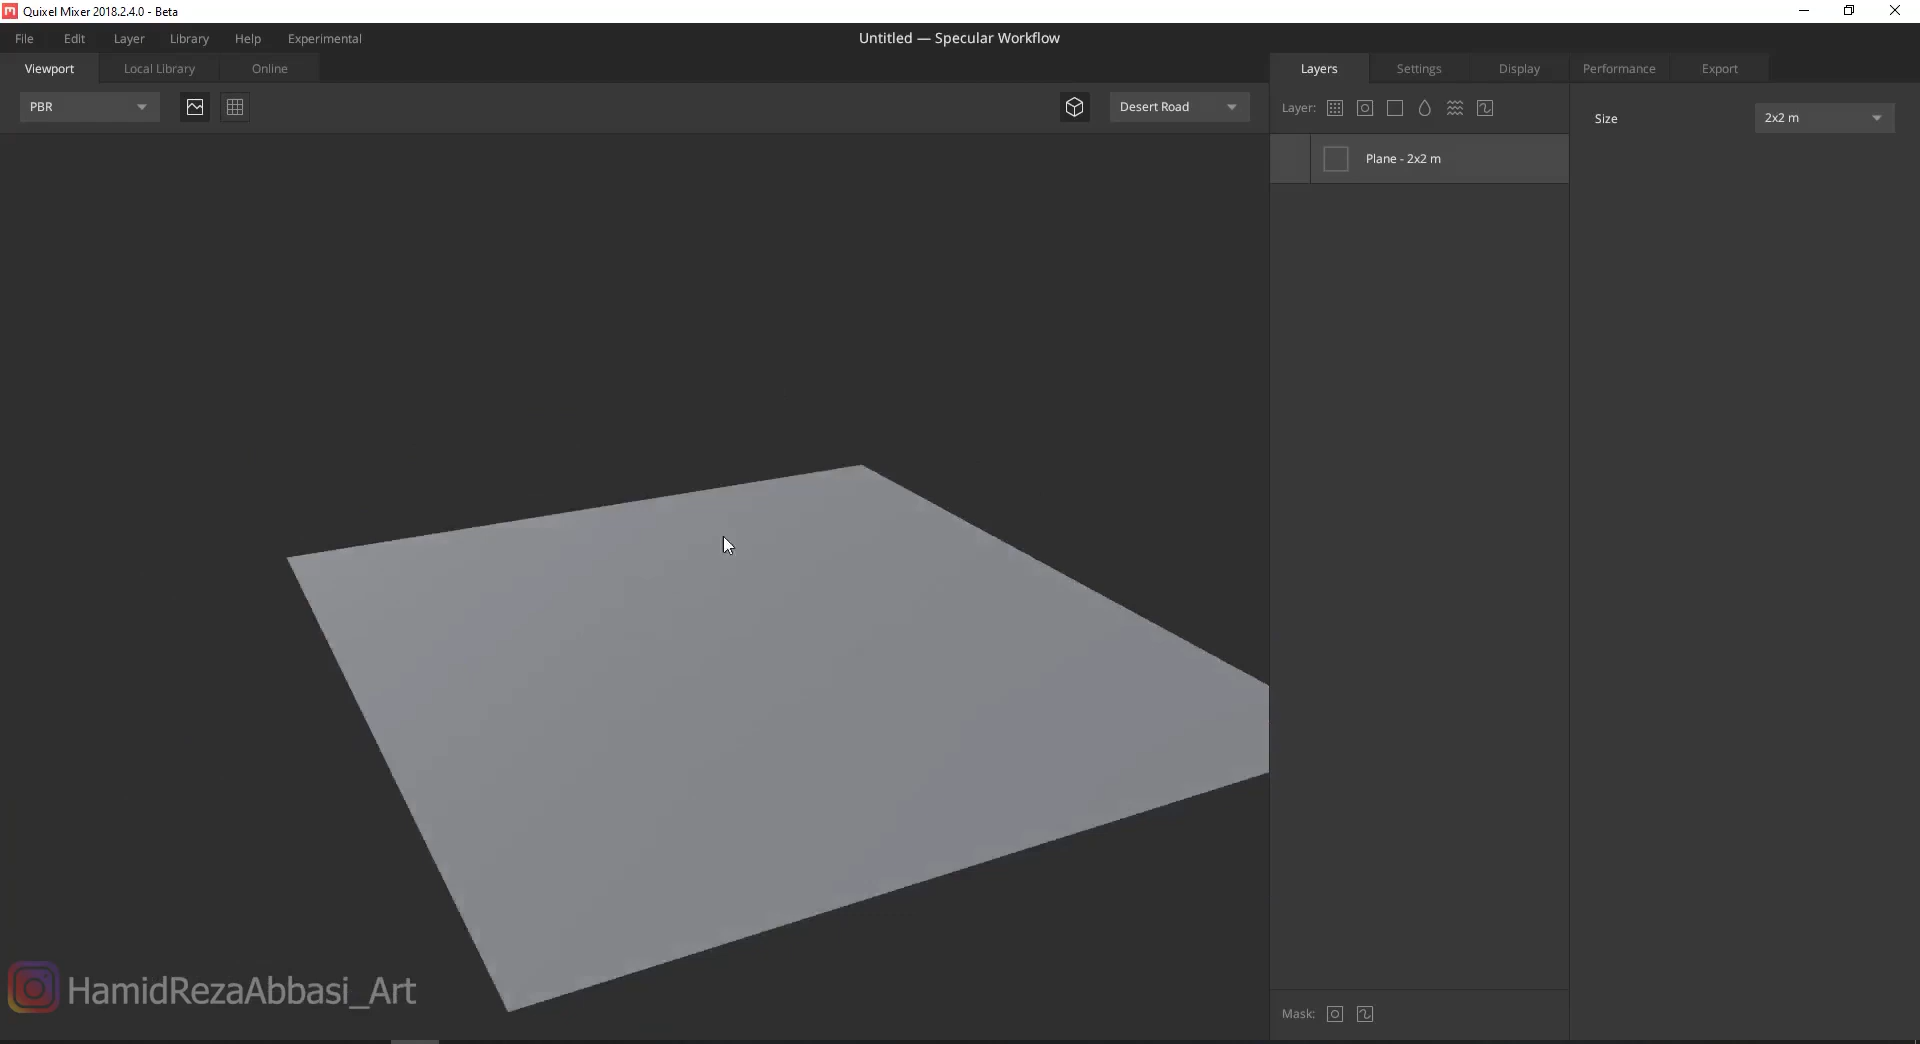 Quixel Mixer 2018.2.4.0 - Beta
File Edit Layer Library Help Experimental
Untitled — Specular Workflow
Viewport Local Library Online
Layers Settings Display Performance Export
PBR
Desert Road
Layer:
Size
2x2 m
Plane - 2x2 m
HamidRezaAbbasi_Art
Mask: